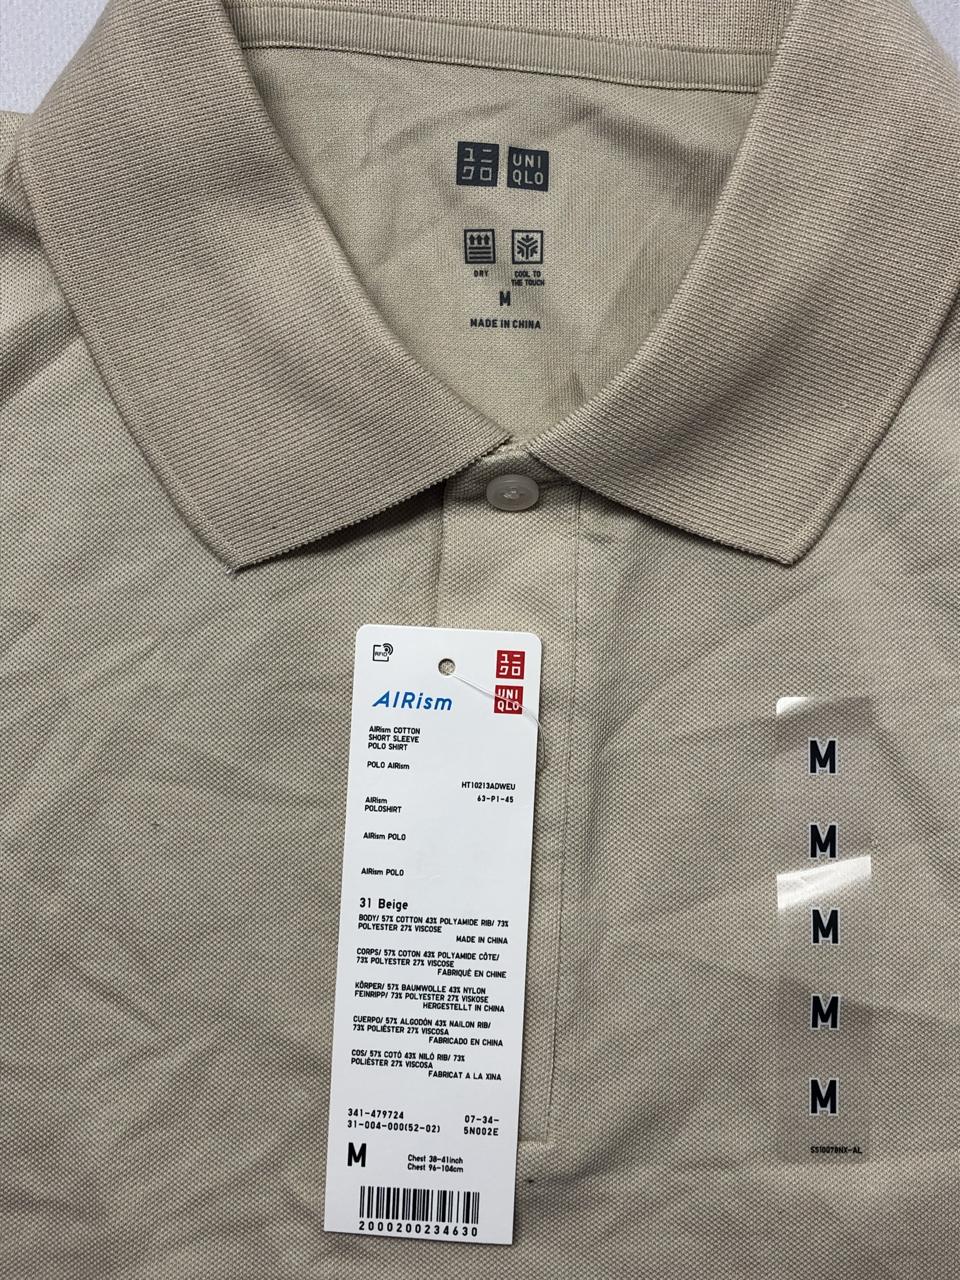 ユニ
クロ
UNI
QLO
DRY
COOL TO
THE TOUCH
M
MADE IN CHINA
RFID
ユニ
クロ
UNI
QLO
AIRism
AIRism COTTON
SHORT SLEEVE
POLO SHIRT
POLO AIRism
HT10213ADWEU
63-P1-45
AIRism
POLOSHIRT
AIRism POLO
AIRism POLO
31 Beige
BODY/ 57% COTTON 43% POLYAMIDE RIB/ 73%
POLYESTER 27% VISCOSE
MADE IN CHINA
CORPS/ 57% COTON 43% POLYAMIDE CÔTE/
73% POLYESTER 27% VISCOSE
FABRIQUÉ EN CHINE
KÖRPER/ 57% BAUMWOLLE 43% NYLON
FEINRIPP/ 73% POLYESTER 27% VISKOSE
HERGESTELLT IN CHINA
CUERPO/ 57% ALGODÓN 43% NAILON RIB/
73% POLIÉSTER 27% VISCOSA
FABRICADO EN CHINA
COS/ 57% COTÓ 43% NILÓ RIB/ 73%
POLIÈSTER 27% VISCOSA
FABRICAT A LA XINA
341-479724
31-004-000(52-02)
07-34-
5N002E
M
Chest 38-41inch
Chest 96-104cm
2000200234630
M
M
M
M
M
SS10079HX-AL